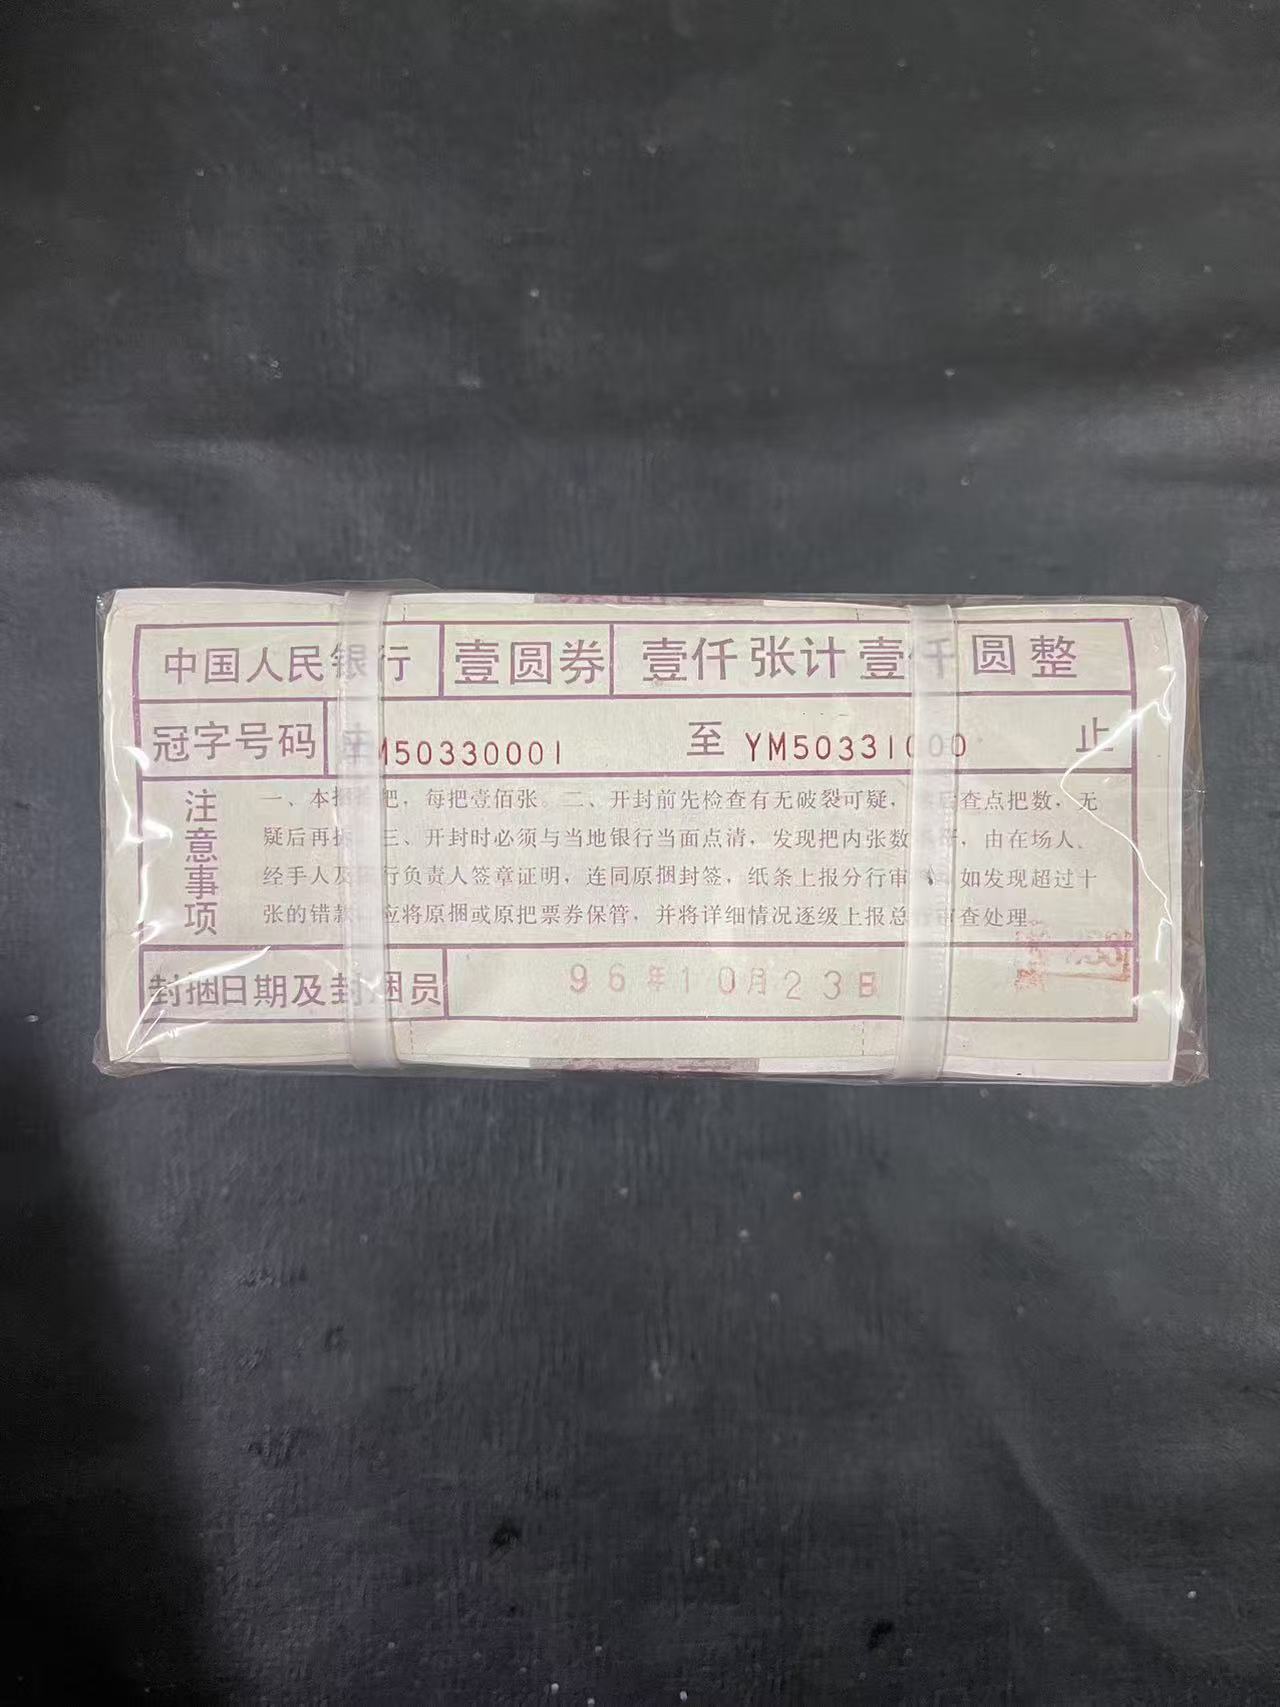 中国人民银行 壹圆券 壹仟张计壹仟圆整
冠字号码 M50330001 至 YM50331000 止
注意事项
一、本捆 把，每把壹佰张。二、开封前先检查有无破裂可疑， 后查点把数，无
疑后再拆 三、开封时必须与当地银行当面点清，发现把内张数 ，由在场人、
经手人及 行负责人签章证明，连同原捆封签，纸条上报分行审 如发现超过十
张的错款 应将原捆或原把票券保管，并将详细情况逐级上报总行审查处理。
封捆日期及封捆员 96年10月23日